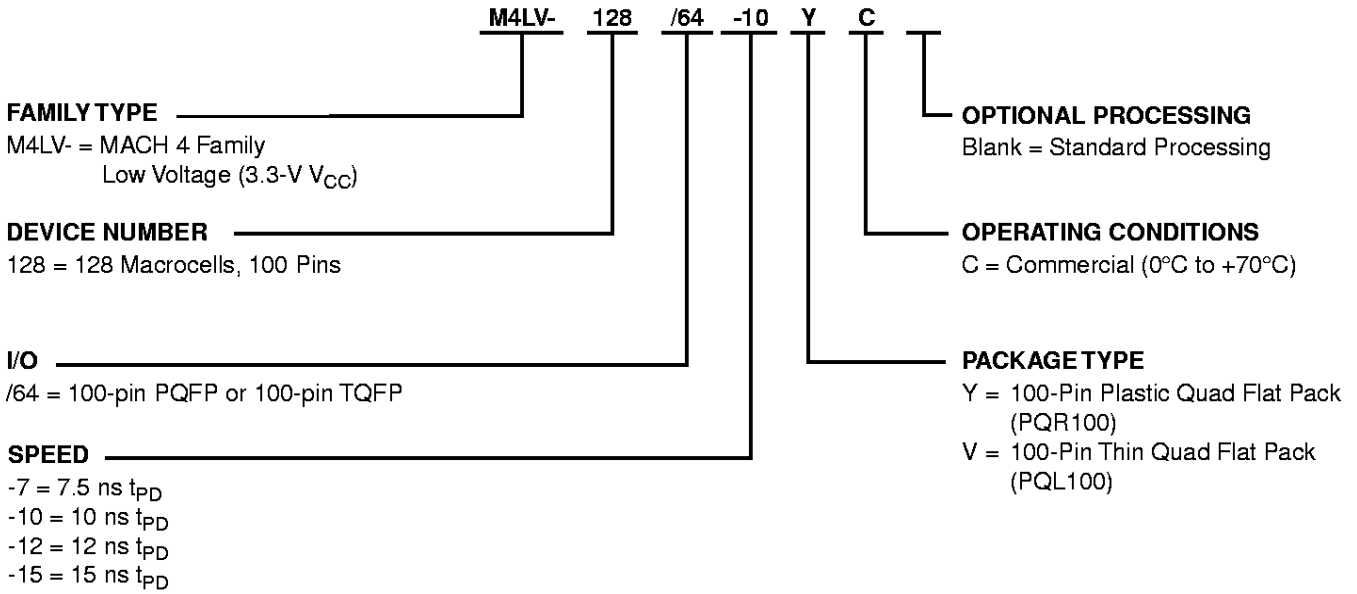 M4LV- 128 /64 -10 Y C
FAMILY TYPE
M4LV- = MACH 4 Family
Low Voltage (3.3-V VCC)
DEVICE NUMBER
128 = 128 Macrocells, 100 Pins
I/O
/64 = 100-pin PQFP or 100-pin TQFP
SPEED
-7 = 7.5 ns tPD
-10 = 10 ns tPD
-12 = 12 ns tPD
-15 = 15 ns tPD
OPTIONAL PROCESSING
Blank = Standard Processing
OPERATING CONDITIONS
C = Commercial (0°C to +70°C)
PACKAGE TYPE
Y = 100-Pin Plastic Quad Flat Pack
(PQR100)
V = 100-Pin Thin Quad Flat Pack
(PQL100)